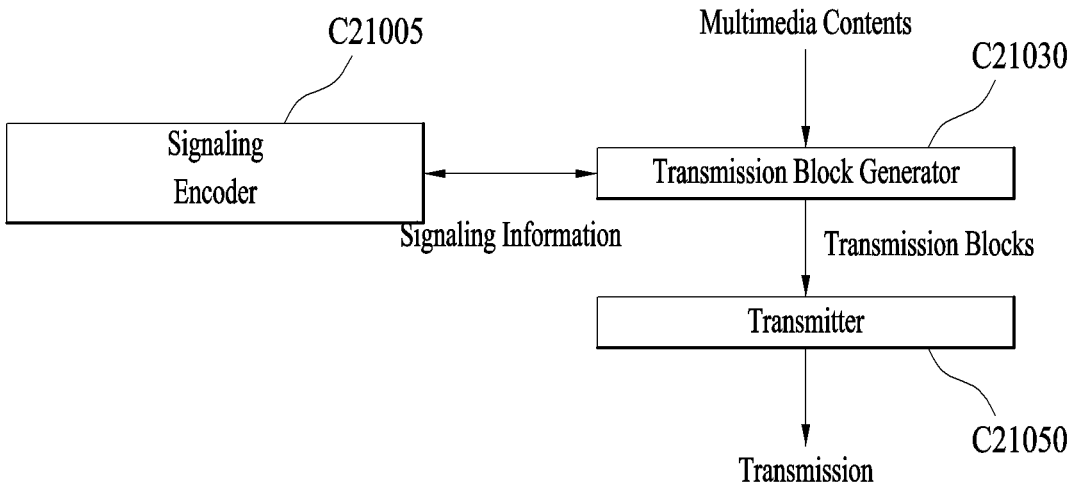 C21005
Multimedia Contents
C21030
Signaling
Encoder
Transmission Block Generator
Signaling Information
Transmission Blocks
Transmitter
C21050
Transmission